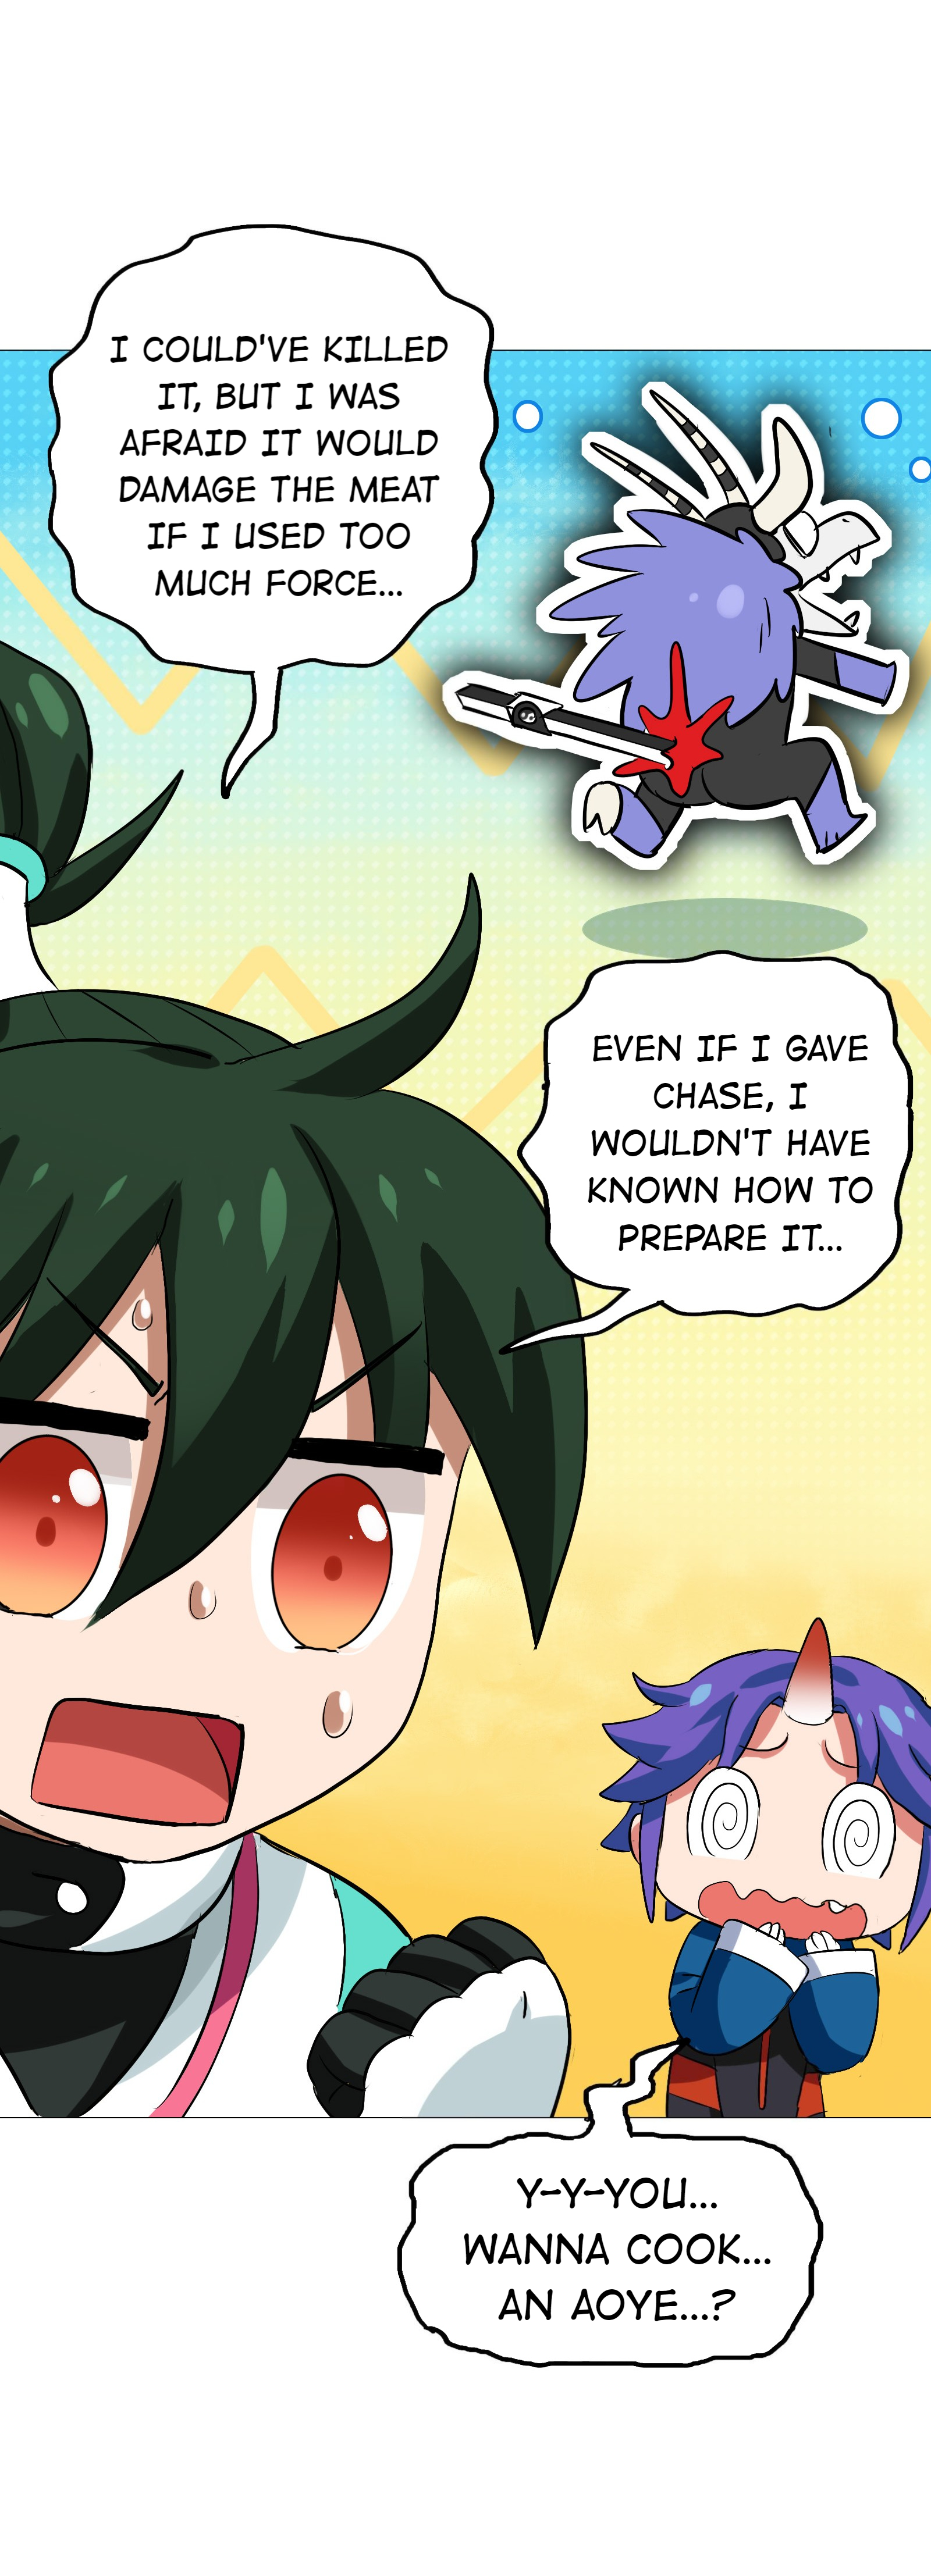 I COULD'VE KILLED
IT, BUT I WAS
AFRAID IT WOULD
DAMAGE THE MEAT
IF I USED TOO
MUCH FORCE...
EVEN IF I GAVE
CHASE, I
WOULDN'T HAVE
KNOWN HOW TO
PREPARE IT...
Y-Y-YOU...
WANNA COOK...
AN AOYE...?